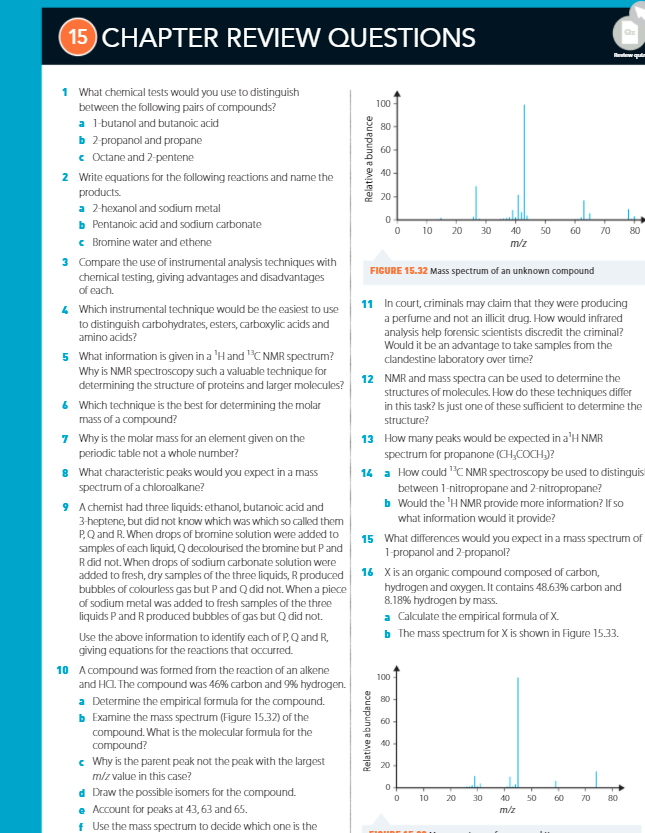 15 CHAPTER REVIEW QUESTIONS
Review quiz
1 What chemical tests would you use to distinguish
between the following pairs of compounds?
a 1-butanol and butanoic acid
b 2-propanol and propane
c Octane and 2-pentene
2 Write equations for the following reactions and name the
products.
a 2-hexanol and sodium metal
b Pentanoic acid and sodium carbonate
c Bromine water and ethene
3 Compare the use of instrumental analysis techniques with
chemical testing, giving advantages and disadvantages
of each.
4 Which instrumental technique would be the easiest to use
to distinguish carbohydrates, esters, carboxylic acids and
amino acids?
5 What information is given in a ¹H and ¹³C NMR spectrum?
Why is NMR spectroscopy such a valuable technique for
determining the structure of proteins and larger molecules?
6 Which technique is the best for determining the molar
mass of a compound?
7 Why is the molar mass for an element given on the
periodic table not a whole number?
8 What characteristic peaks would you expect in a mass
spectrum of a chloroalkane?
9 A chemist had three liquids: ethanol, butanoic acid and
3-heptene, but did not know which was which so called them
P, Q and R. When drops of bromine solution were added to
samples of each liquid, Q decolourised the bromine but P and
R did not. When drops of sodium carbonate solution were
added to fresh, dry samples of the three liquids, R produced
bubbles of colourless gas but P and Q did not. When a piece
of sodium metal was added to fresh samples of the three
liquids P and R produced bubbles of gas but Q did not.
Use the above information to identify each of P, Q and R,
giving equations for the reactions that occurred.
10 A compound was formed from the reaction of an alkene
and HCl. The compound was 46% carbon and 9% hydrogen.
a Determine the empirical formula for the compound.
b Examine the mass spectrum (Figure 15.32) of the
compound. What is the molecular formula for the
compound?
c Why is the parent peak not the peak with the largest
m/z value in this case?
d Draw the possible isomers for the compound.
e Account for peaks at 43, 63 and 65.
f Use the mass spectrum to decide which one is the
Relative abundance
100
80
60
40
20
0
0 10 20 30 40 50 60 70 80
m/z
FIGURE 15.32 Mass spectrum of an unknown compound
11 In court, criminals may claim that they were producing
a perfume and not an illicit drug. How would infrared
analysis help forensic scientists discredit the criminal?
Would it be an advantage to take samples from the
clandestine laboratory over time?
12 NMR and mass spectra can be used to determine the
structures of molecules. How do these techniques differ
in this task? Is just one of these sufficient to determine the
structure?
13 How many peaks would be expected in a ¹H NMR
spectrum for propanone (CH₃COCH₃)?
14 a How could ¹³C NMR spectroscopy be used to distinguis
between 1-nitropropane and 2-nitropropane?
b Would the ¹H NMR provide more information? If so
what information would it provide?
15 What differences would you expect in a mass spectrum of
1-propanol and 2-propanol?
16 X is an organic compound composed of carbon,
hydrogen and oxygen. It contains 48.63% carbon and
8.18% hydrogen by mass.
a Calculate the empirical formula of X.
b The mass spectrum for X is shown in Figure 15.33.
Relative abundance
100
80
60
40
20
0
0 10 20 30 40 50 60 70 80
m/z